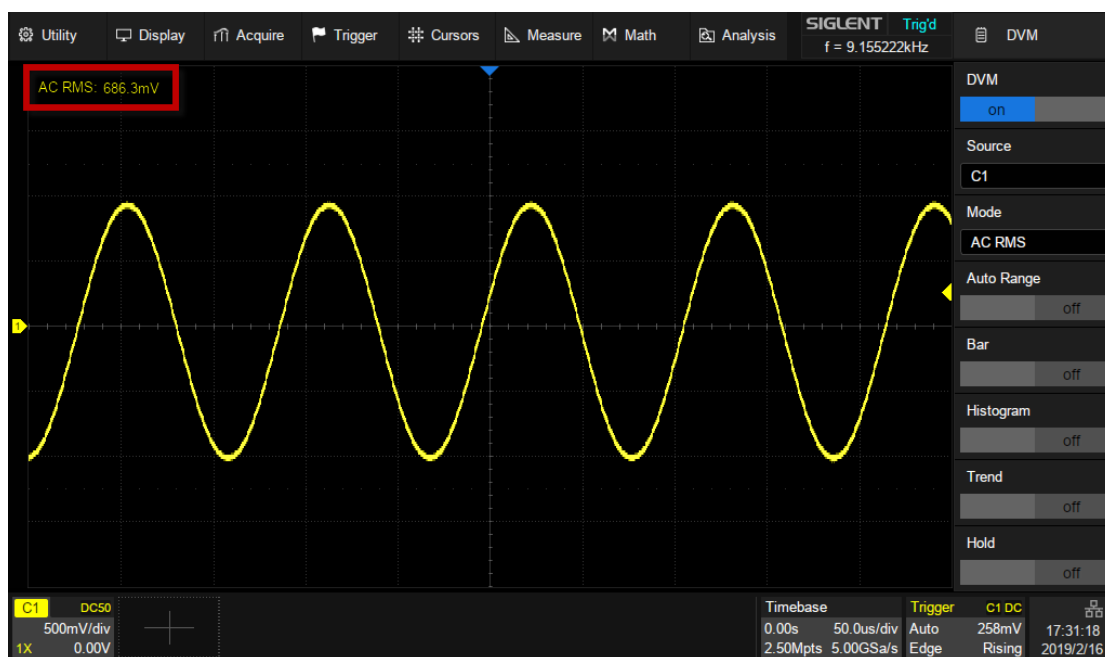 Utility Display Acquire Trigger Cursors Measure Math Analysis SIGLENT Trig'd DVM
f = 9.155222kHz
AC RMS: 686.3mV
DVM
on
Source
C1
Mode
AC RMS
Auto Range
off
Bar
off
Histogram
off
Trend
off
Hold
off
1
C1 DC50
500mV/div
1X 0.00V
Timebase
0.00s 50.0us/div
2.50Mpts 5.00GSa/s
Trigger C1 DC
Auto 258mV
Edge Rising
17:31:18
2019/2/16